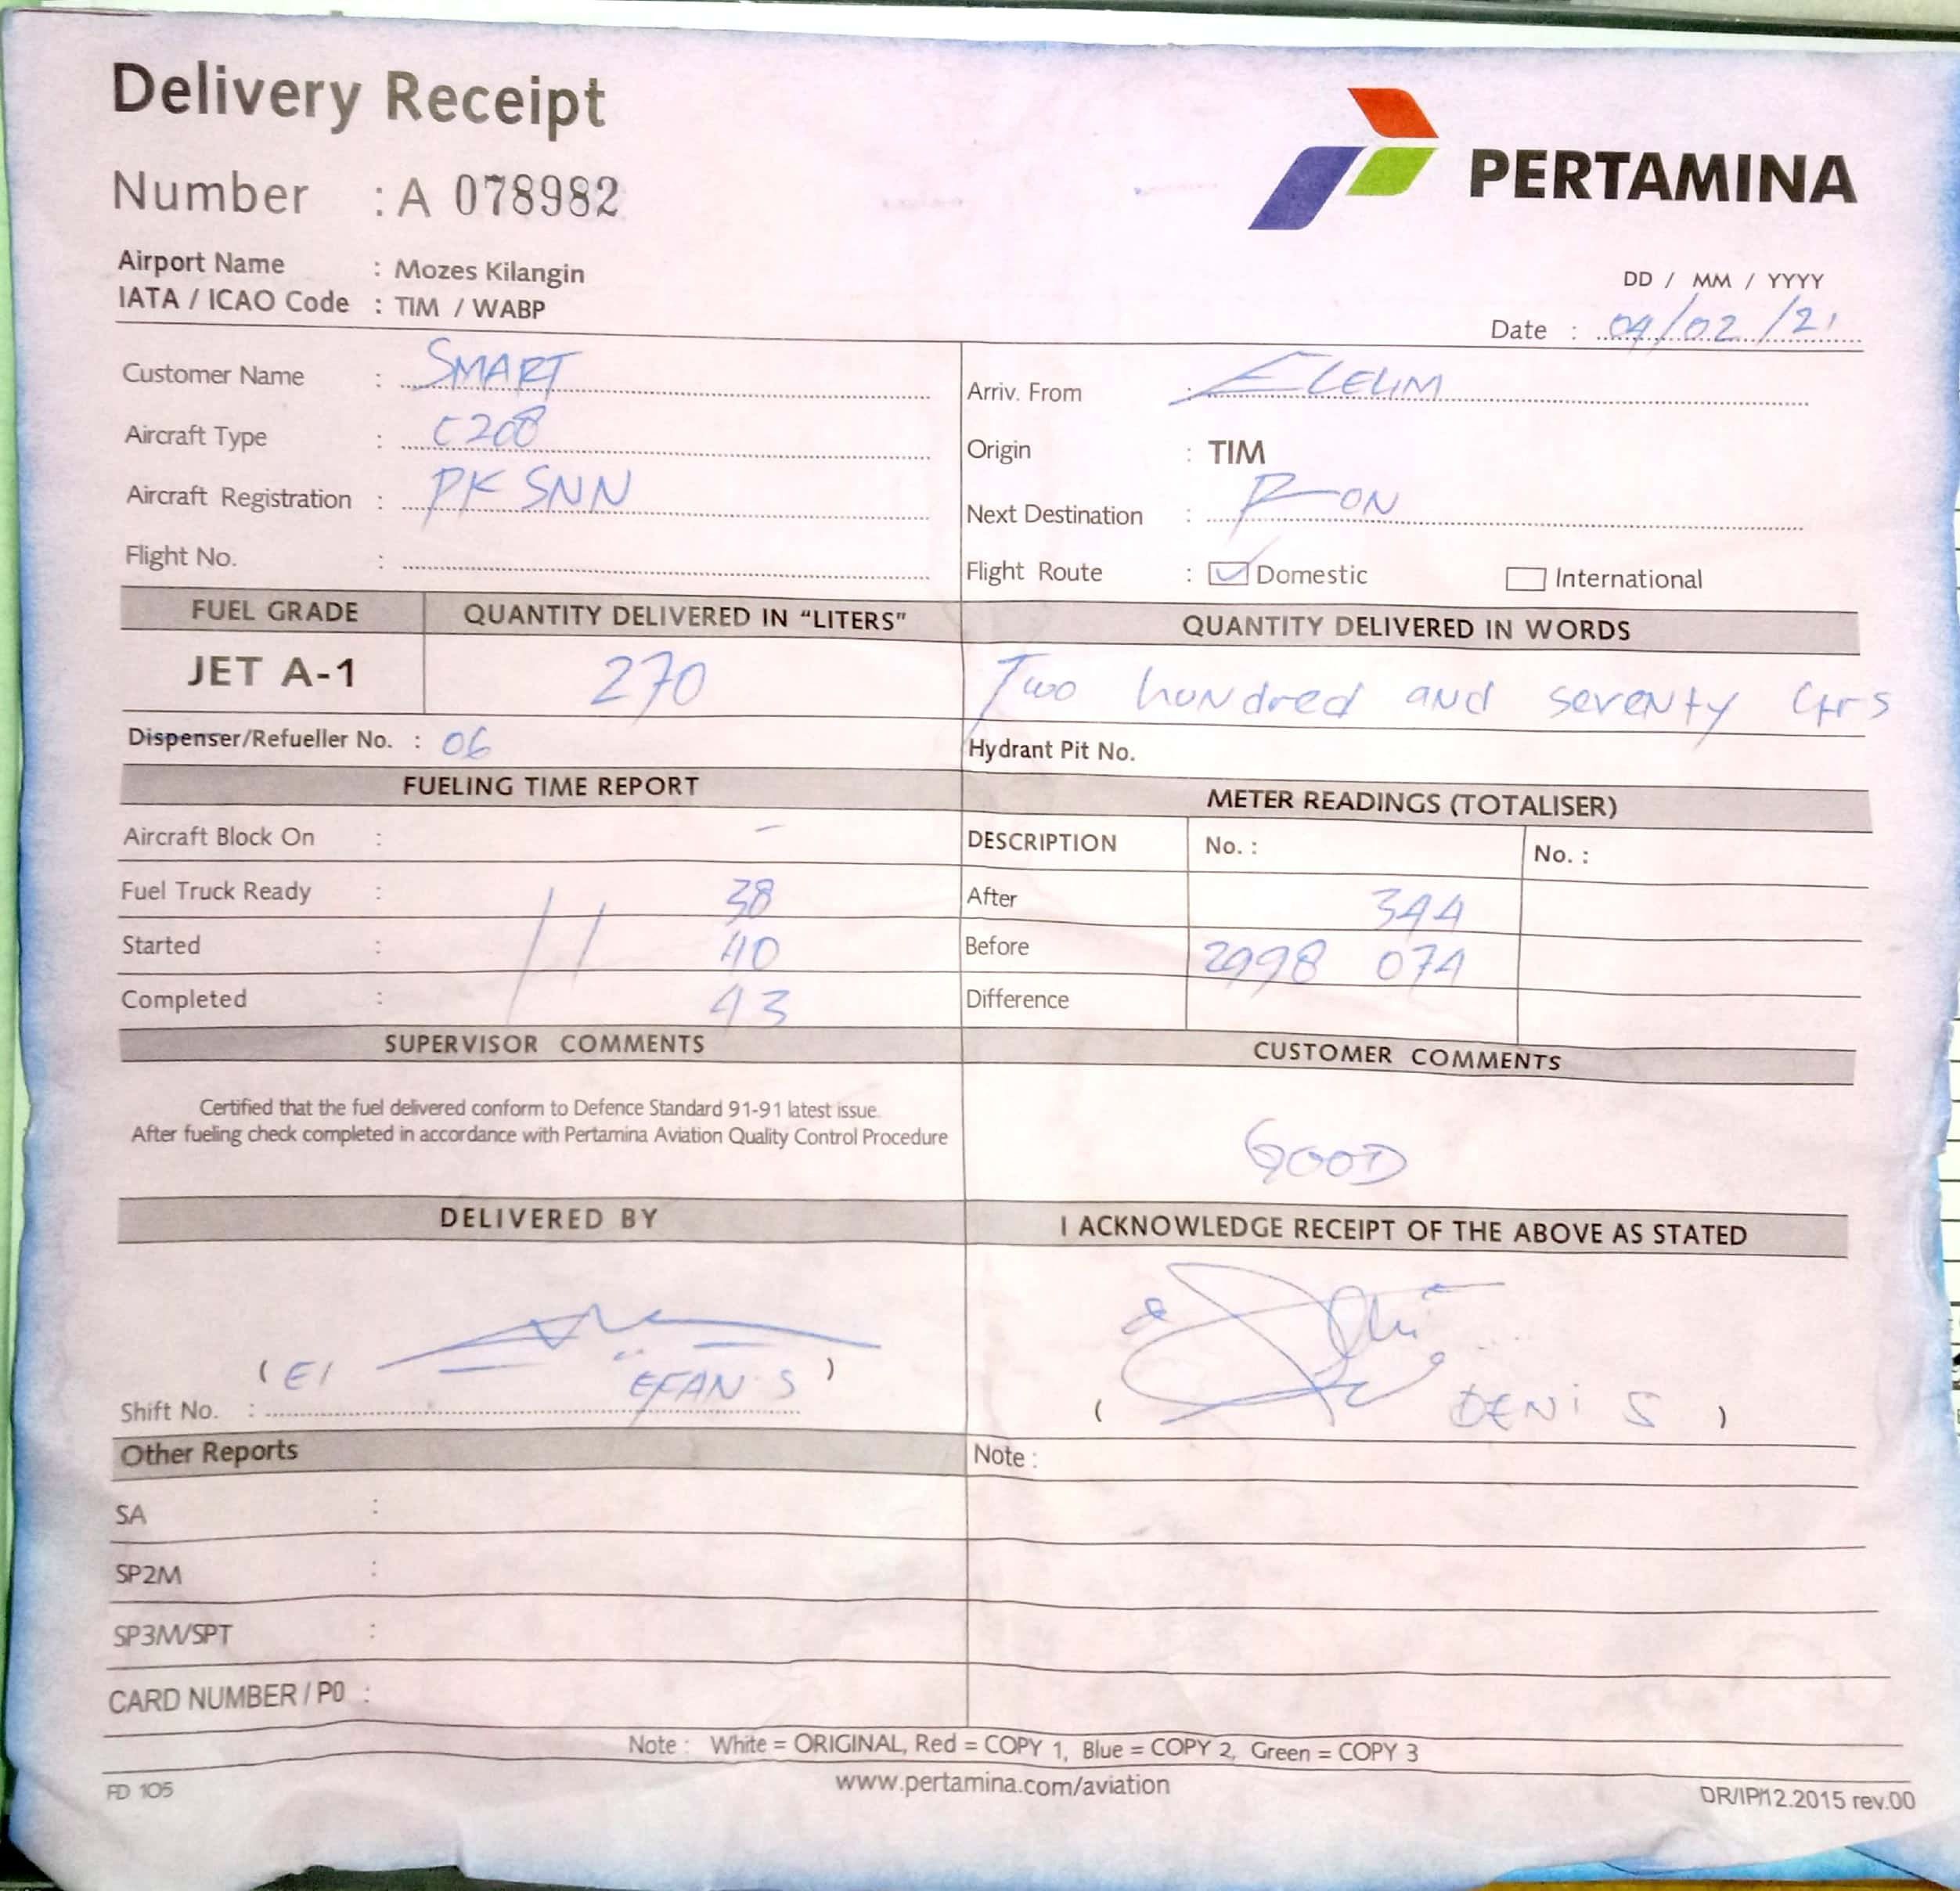 Delivery Receipt
PERTAMINA
Number : A 078982
Airport Name : Mozes Kilangin
IATA / ICAO Code : TIM / WABP
DD / MM / YYYY
Date : 04/02/21
Customer Name : SMART
Arriv. From :
Aircraft Type : C208
Origin : TIM
Aircraft Registration : PK SNN
Next Destination : RON
Flight No. :
Flight Route : Domestic International
FUEL GRADE QUANTITY DELIVERED IN "LITERS" QUANTITY DELIVERED IN WORDS
JET A-1 270 Two hundred and seventy Ltrs
Dispenser/Refueller No. : 06 Hydrant Pit No.
FUELING TIME REPORT METER READINGS (TOTALISER)
Aircraft Block On : - DESCRIPTION No. : No. :
Fuel Truck Ready : 38 After 344
Started : 11 40 Before 2998 074
Completed : 43 Difference
SUPERVISOR COMMENTS CUSTOMER COMMENTS
Certified that the fuel delivered conform to Defence Standard 91-91 latest issue.
After fueling check completed in accordance with Pertamina Aviation Quality Control Procedure
GOOD
DELIVERED BY I ACKNOWLEDGE RECEIPT OF THE ABOVE AS STATED
( EFAN S )
Shift No. :
( DENI S )
Other Reports Note :
SA :
SP2M :
SP3M/SPT :
CARD NUMBER / P0 :
Note : White = ORIGINAL, Red = COPY 1, Blue = COPY 2, Green = COPY 3
FD 105 www.pertamina.com/aviation DR/IP/12.2015 rev.00